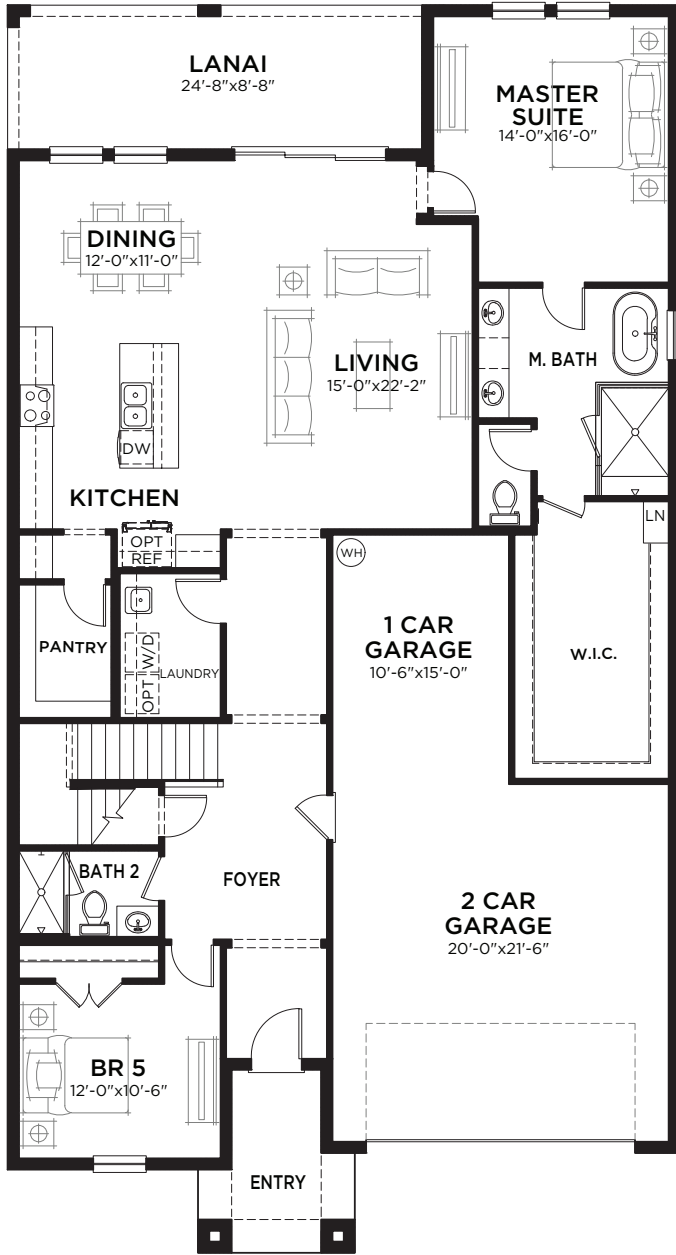 LANAI
24'-8"x8'-8"
MASTER
SUITE
14'-0"x16'-0"
DINING
12'-0"x11'-0"
LIVING
15'-0"x22'-2"
M. BATH
DW
KITCHEN
OPT
REF
LN
WH
1 CAR
GARAGE
10'-6"x15'-0"
PANTRY
OPT W/D
LAUNDRY
W.I.C.
BATH 2
FOYER
2 CAR
GARAGE
20'-0"x21'-6"
BR 5
12'-0"x10'-6"
ENTRY